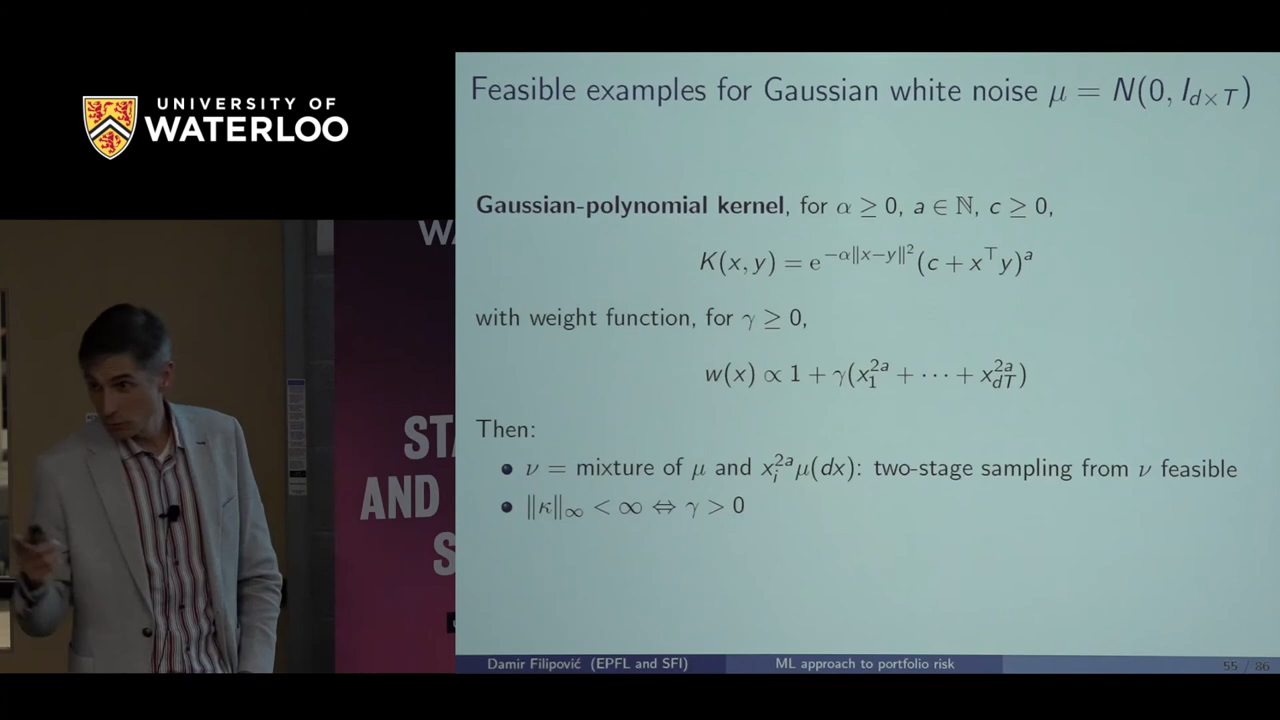 UNIVERSITY OF
WATERLOO
W
STA
AND
S
Feasible examples for Gaussian white noise μ = N(0, I_{d×T})
Gaussian-polynomial kernel, for α ≥ 0, a ∈ ℕ, c ≥ 0,
K(x, y) = e^{−α‖x−y‖²}(c + x^⊤y)^a
with weight function, for γ ≥ 0,
w(x) ∝ 1 + γ(x_1^{2a} + ⋯ + x_{dT}^{2a})
Then:
• ν = mixture of μ and x_i^{2a}μ(dx): two-stage sampling from ν feasible
• ‖κ‖_∞ < ∞ ⇔ γ > 0
Damir Filipović (EPFL and SFI)
ML approach to portfolio risk
55 / 86